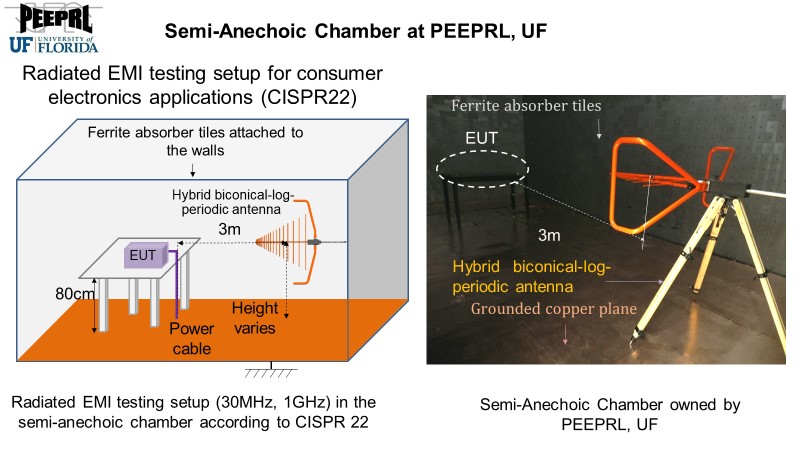 PEEPRL
UF UNIVERSITY of
FLORIDA
Semi-Anechoic Chamber at PEEPRL, UF
Radiated EMI testing setup for consumer
electronics applications (CISPR22)
Ferrite absorber tiles attached to
the walls
Hybrid biconical-log-
periodic antenna
3m
EUT
80cm
Height
varies
Power
cable
Radiated EMI testing setup (30MHz, 1GHz) in the
semi-anechoic chamber according to CISPR 22
Ferrite absorber tiles
EUT
3m
Hybrid biconical-log-
periodic antenna
Grounded copper plane
Semi-Anechoic Chamber owned by
PEEPRL, UF